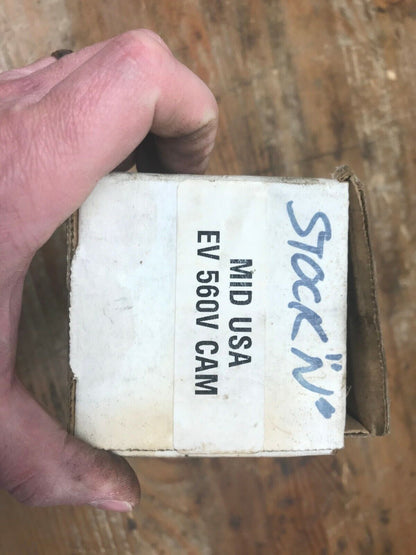 STOCK "N"
MID USA
EV 560V CAM